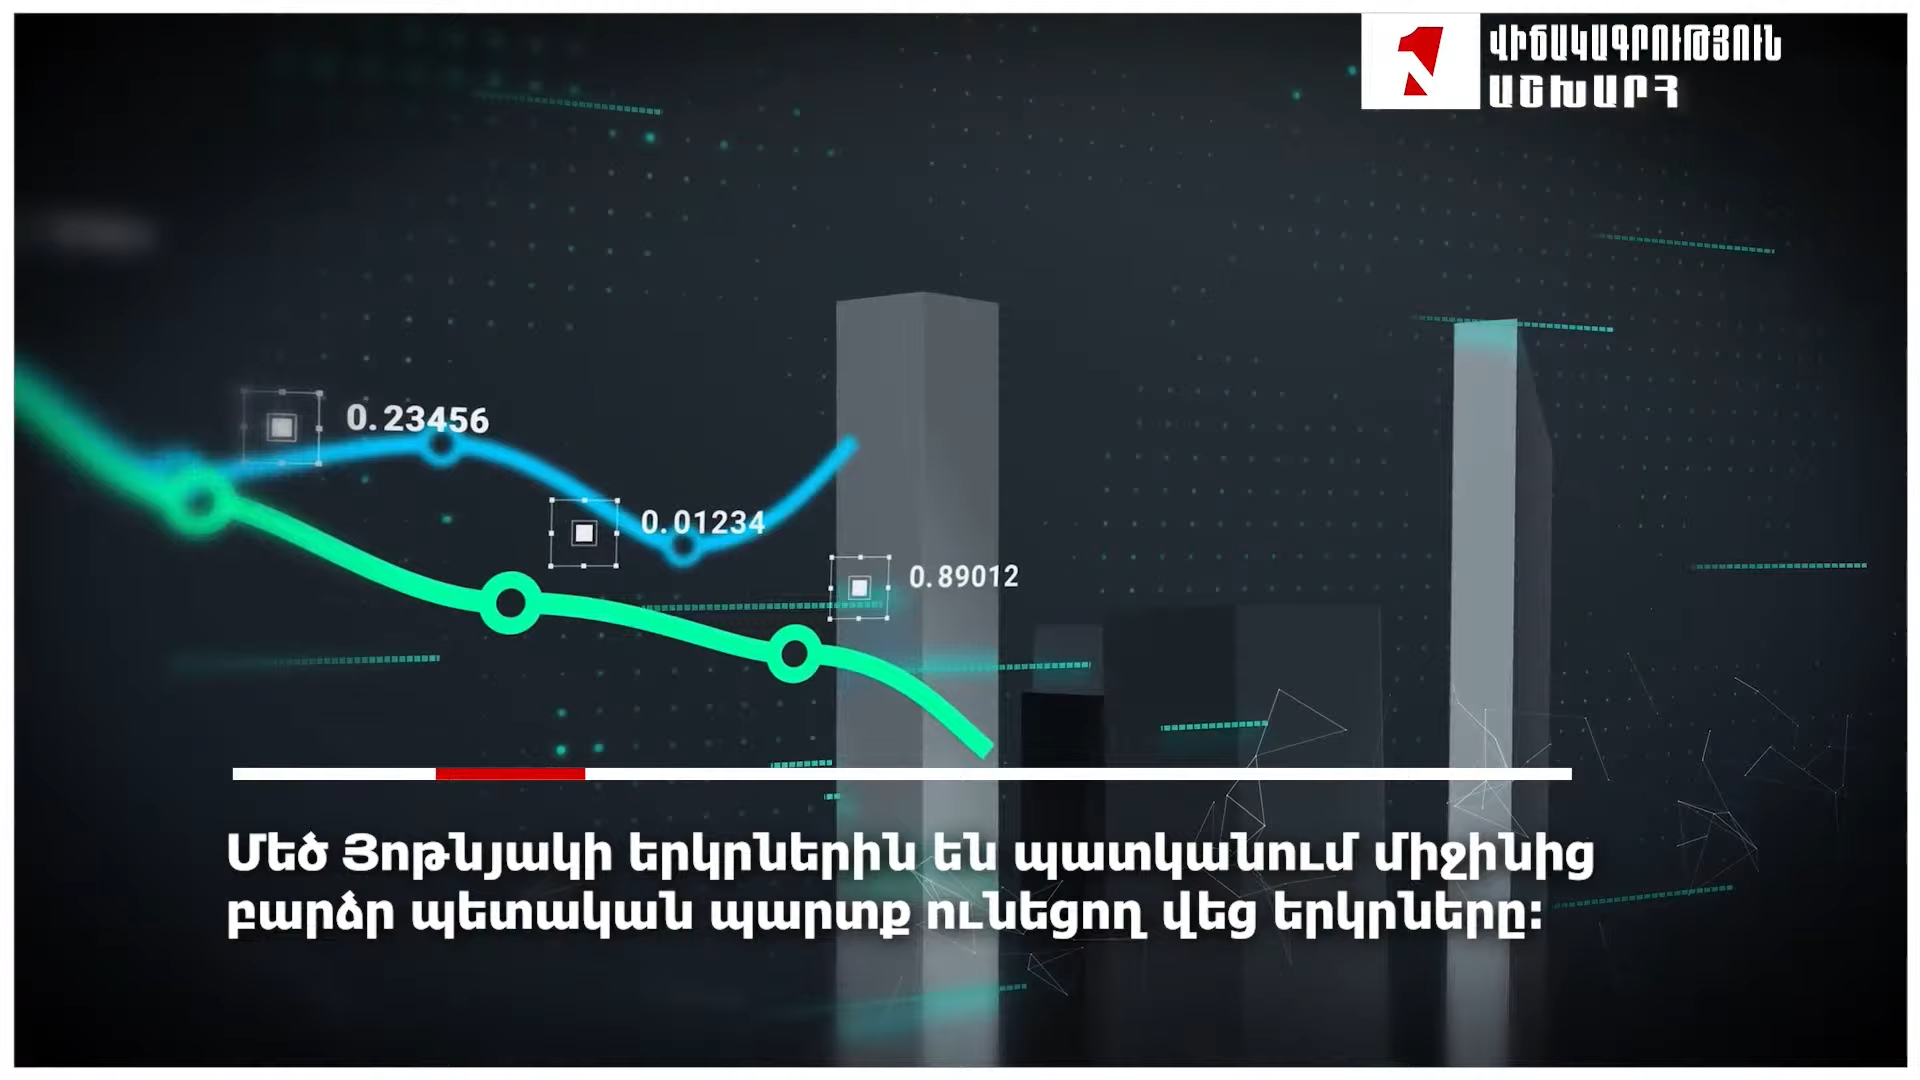 ՎԻՃԱԿԱԳՐՈՒԹՅՈՒՆ
ԱՇԽԱՐՀ
0.23456
0.01234
0.89012
Մեծ Յոթնյակի երկրներին են պատկանում միջինից
բարձր պետական պարտք ունեցող վեց երկրները: